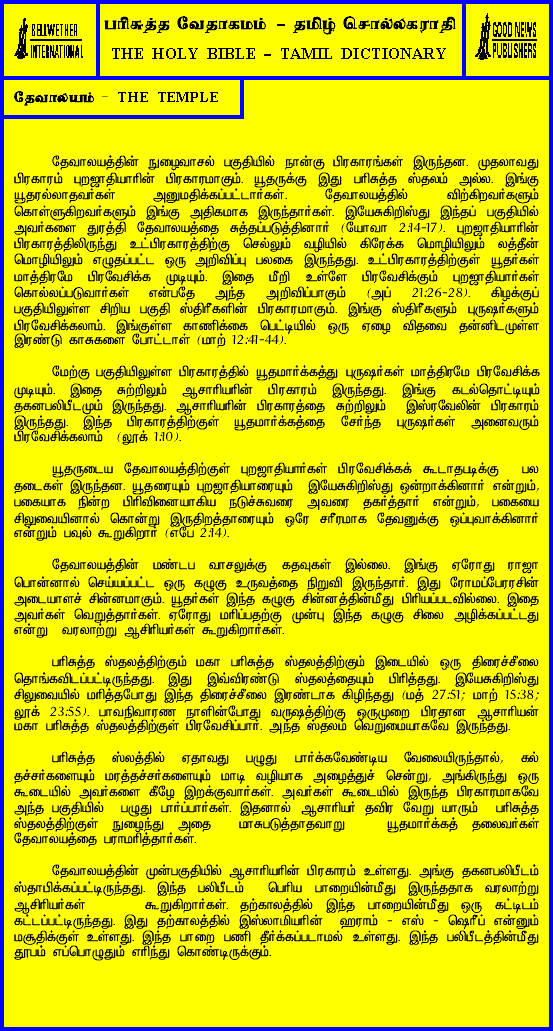 BELLWETHER
INTERNATIONAL
பரிசுத்த வேதாகமம் – தமிழ் சொல்லகராதி
THE HOLY BIBLE – TAMIL DICTIONARY
GOOD NEWS
PUBLISHERS
தேவாலயம் – THE TEMPLE
தேவாலயத்தின் நுழைவாசல் பகுதியில் நான்கு பிரகாரங்கள் இருந்தன. முதலாவது
பிரகாரம் புறஜாதியாரின் பிரகாரமாகும். யூதருக்கு இது பரிசுத்த ஸ்தலம் அல்ல. இங்கு
யூதரல்லாதவர்கள் அனுமதிக்கப்பட்டார்கள். தேவாலயத்தில் விற்கிறவர்களும்
கொள்ளுகிறவர்களும் இங்கு அதிகமாக இருந்தார்கள். இயேசுகிறிஸ்து இந்தப் பகுதியில்
அவர்களை துரத்தி தேவாலயத்தை சுத்தப்படுத்தினார் (யோவா 2:14-17). புறஜாதியாரின்
பிரகாரத்திலிருந்து உட்பிரகாரத்திற்கு செல்லும் வழியில் கிரேக்க மொழியிலும் லத்தீன்
மொழியிலும் எழுதப்பட்ட ஒரு அறிவிப்பு பலகை இருந்தது. உட்பிரகாரத்திற்குள் யூதர்கள்
மாத்திரமே பிரவேசிக்க முடியும். இதை மீறி உள்ளே பிரவேசிக்கும் புறஜாதியார்கள்
கொல்லப்படுவார்கள் என்பதே அந்த அறிவிப்பாகும் (அப் 21:26-28). கிழக்குப்
பகுதியிலுள்ள சிறிய பகுதி ஸ்திரீகளின் பிரகாரமாகும். இங்கு ஸ்திரீகளும் புருஷர்களும்
பிரவேசிக்கலாம். இங்குள்ள காணிக்கை பெட்டியில் ஒரு ஏழை விதவை தன்னிடமுள்ள
இரண்டு காசுகளை போட்டாள் (மாற் 12:41-44).
மேற்கு பகுதியிலுள்ள பிரகாரத்தில் யூதமார்க்கத்து புருஷர்கள் மாத்திரமே பிரவேசிக்க
முடியும். இதை சுற்றிலும் ஆசாரியரின் பிரகாரம் இருந்தது. இங்கு கடல்தொட்டியும்
தகனபலிபீடமும் இருந்தது. ஆசாரியரின் பிரகாரத்தை சுற்றிலும் இஸ்ரவேலின் பிரகாரம்
இருந்தது. இந்த பிரகாரத்திற்குள் யூதமார்க்கத்தை சேர்ந்த புருஷர்கள் அனைவரும்
பிரவேசிக்கலாம் (லூக் 1:10).
யூதருடைய தேவாலயத்திற்குள் புறஜாதியார்கள் பிரவேசிக்கக் கூடாதபடிக்கு பல
தடைகள் இருந்தன. யூதரையும் புறஜாதியாரையும் இயேசுகிறிஸ்து ஒன்றாக்கினார் என்றும்,
பகையாக நின்ற பிரிவினையாகிய நடுச்சுவரை அவரை தகர்த்தார் என்றும், பகையை
சிலுவையினால் கொன்று இருதிறத்தாரையும் ஒரே சரீரமாக தேவனுக்கு ஒப்புவாக்கினார்
என்றும் பவுல் கூறுகிறார் (எபே 2:14).
தேவாலயத்தின் மண்டப வாசலுக்கு கதவுகள் இல்லை. இங்கு ஏரோது ராஜா
பொன்னால் செய்யப்பட்ட ஒரு கழுகு உருவத்தை நிறுவி இருந்தார். இது ரோமப்பேரரசின்
அடையாளச் சின்னமாகும். யூதர்கள் இந்த கழுகு சின்னத்தின்மீது பிரியப்படவில்லை. இதை
அவர்கள் வெறுத்தார்கள். ஏரோது மரிப்பதற்கு முன்பு இந்த கழுகு சிலை அழிக்கப்பட்டது
என்று வரலாற்று ஆசிரியர்கள் கூறுகிறார்கள்.
பரிசுத்த ஸ்தலத்திற்கும் மகா பரிசுத்த ஸ்தலத்திற்கும் இடையில் ஒரு திரைச்சீலை
தொங்கவிடப்பட்டிருந்தது. இது இவ்விரண்டு ஸ்தலத்தையும் பிரித்தது. இயேசுகிறிஸ்து
சிலுவையில் மரித்தபோது இந்த திரைச்சீலை இரண்டாக கிழிந்தது (மத் 27:51; மாற் 15:38;
லூக் 23:55). பாவநிவாரண நாளின்போது வருஷத்திற்கு ஒருமுறை பிரதான ஆசாரியன்
மகா பரிசுத்த ஸ்தலத்திற்குள் பிரவேசிப்பார். அந்த ஸ்தலம் வெறுமையாகவே இருந்தது.
பரிசுத்த ஸ்லத்தில் ஏதாவது பழுது பார்க்கவேண்டிய வேலையிருந்தால், கல்
தச்சர்களையும் மரத்தச்சர்களையும் மாடி வழியாக அழைத்துச் சென்று, அங்கிருந்து ஒரு
கூடையில் அவர்களை கீழே இறக்குவார்கள். அவர்கள் கூடையில் இருந்த பிரகாரமாகவே
அந்த பகுதியில் பழுது பார்ப்பார்கள். இதனால் ஆசாரியர் தவிர வேறு யாரும் பரிசுத்த
ஸ்தலத்திற்குள் நுழைந்து அதை மாசுபடுத்தாதவாறு யூதமார்க்கத் தலைவர்கள்
தேவாலயத்தை பராமரித்தார்கள்.
தேவாலயத்தின் முன்பகுதியில் ஆசாரியரின் பிரகாரம் உள்ளது. அங்கு தகனபலிபீடம்
ஸ்தாபிக்கப்பட்டிருந்தது. இந்த பலிபீடம் பெரிய பாறையின்மீது இருந்ததாக வரலாற்று
ஆசிரியர்கள் கூறுகிறார்கள். தற்காலத்தில் இந்த பாறையின்மீது ஒரு கட்டிடம்
கட்டப்பட்டிருந்தது. இது தற்காலத்தில் இஸ்லாமியரின் ஹராம் - எஸ் - ஷெரீப் என்னும்
மசூதிக்குள் உள்ளது. இந்த பாறை பணி தீர்க்கப்படாமல் உள்ளது. இந்த பலிபீடத்தின்மீது
தூபம் எப்பொழுதும் எரிந்து கொண்டிருக்கும்.